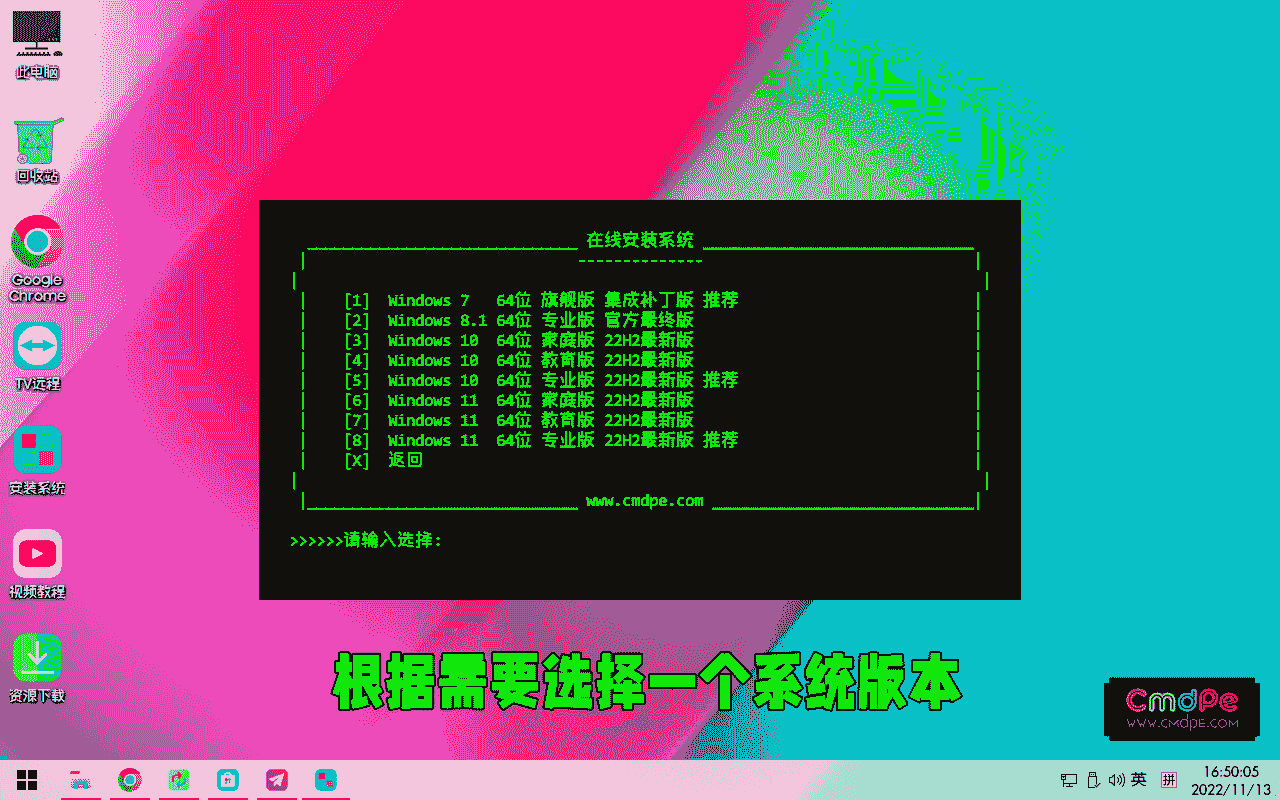 此电脑
回收站
Google
Chrome
TV远程
安装系统
视频教程
资源下载
在线安装系统
[1] Windows 7 64位 旗舰版 集成补丁版 推荐
[2] Windows 8.1 64位 专业版 官方最终版
[3] Windows 10 64位 家庭版 22H2最新版
[4] Windows 10 64位 教育版 22H2最新版
[5] Windows 10 64位 专业版 22H2最新版 推荐
[6] Windows 11 64位 家庭版 22H2最新版
[7] Windows 11 64位 教育版 22H2最新版
[8] Windows 11 64位 专业版 22H2最新版 推荐
[X] 返回
www.cmdpe.com
>>>>>>请输入选择:
根据需要选择一个系统版本
CmdPe
WWW.CMDPE.COM
英 拼
16:50:05
2022/11/13